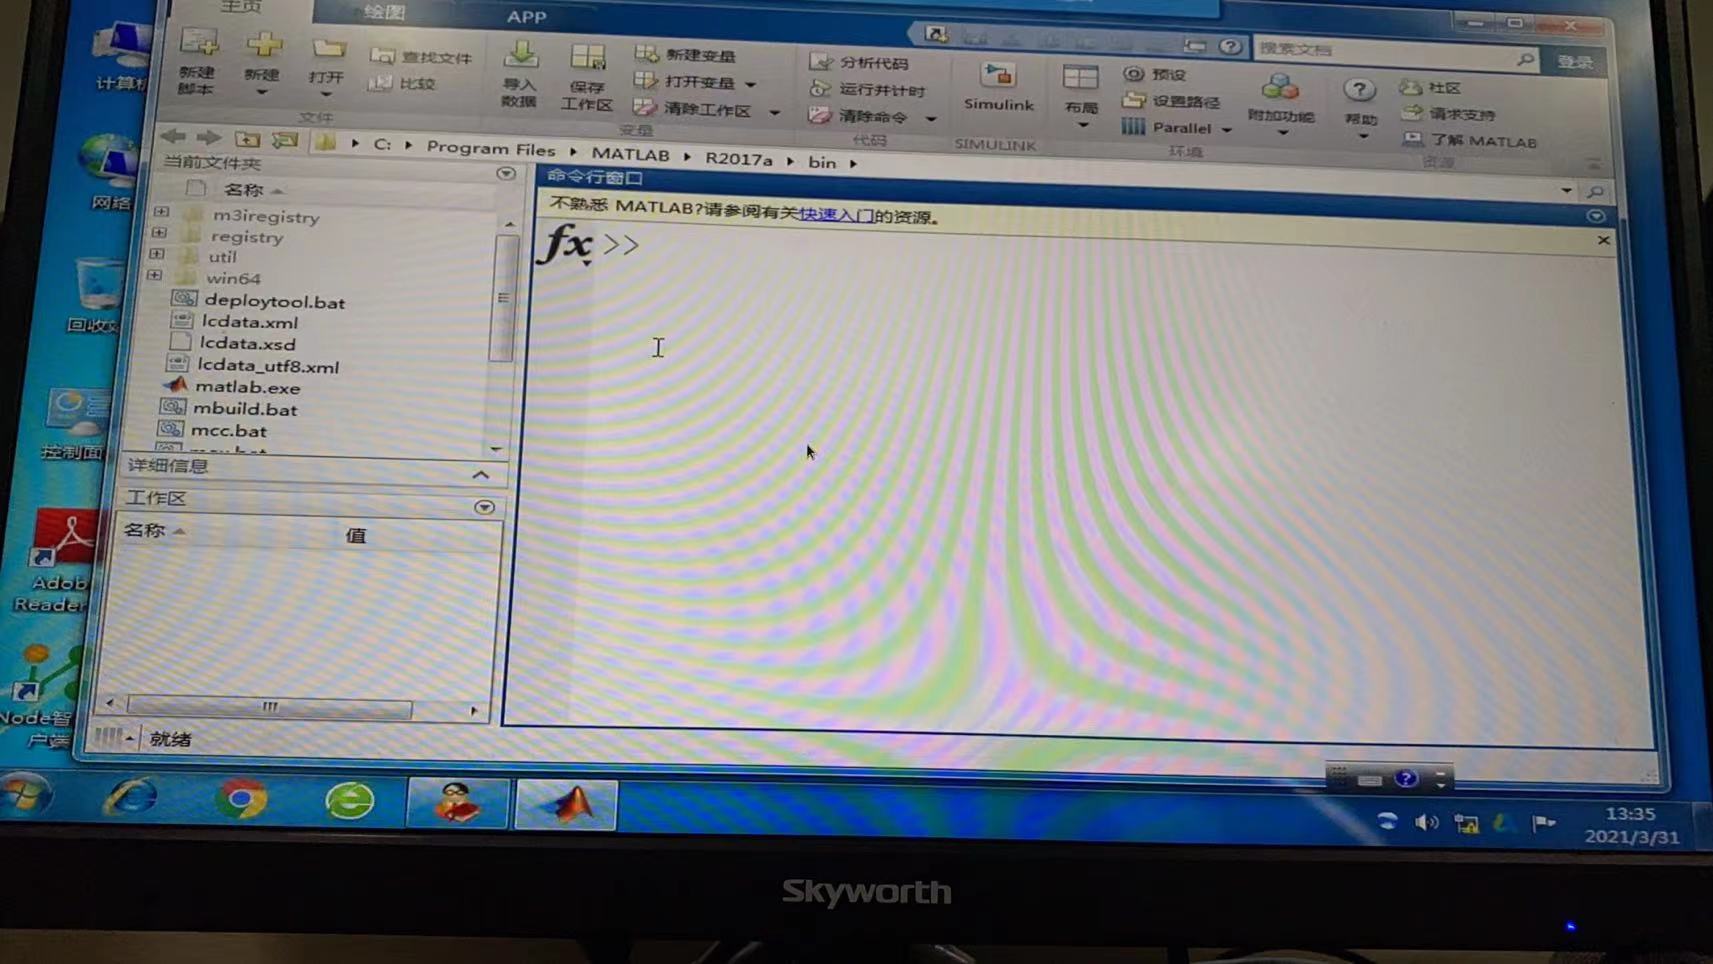 主页
绘图
APP
搜索文档
登录
新建
脚本
新建
打开
查找文件
比较
文件
导入
数据
保存
工作区
新建变量
打开变量
清除工作区
变量
分析代码
运行并计时
清除命令
代码
Simulink
SIMULINK
布局
预设
设置路径
Parallel
环境
附加功能
帮助
社区
请求支持
了解 MATLAB
资源
C: Program Files MATLAB R2017a bin
当前文件夹
名称
m3iregistry
registry
util
win64
deploytool.bat
lcdata.xml
lcdata.xsd
lcdata_utf8.xml
matlab.exe
mbuild.bat
mcc.bat
详细信息
工作区
名称 值
就绪
命令行窗口
不熟悉 MATLAB?请参阅有关快速入门的资源。
fx >>
计算机
网络
控制面
Adob
Reader
Node智
户端
13:35
2021/3/31
Skyworth